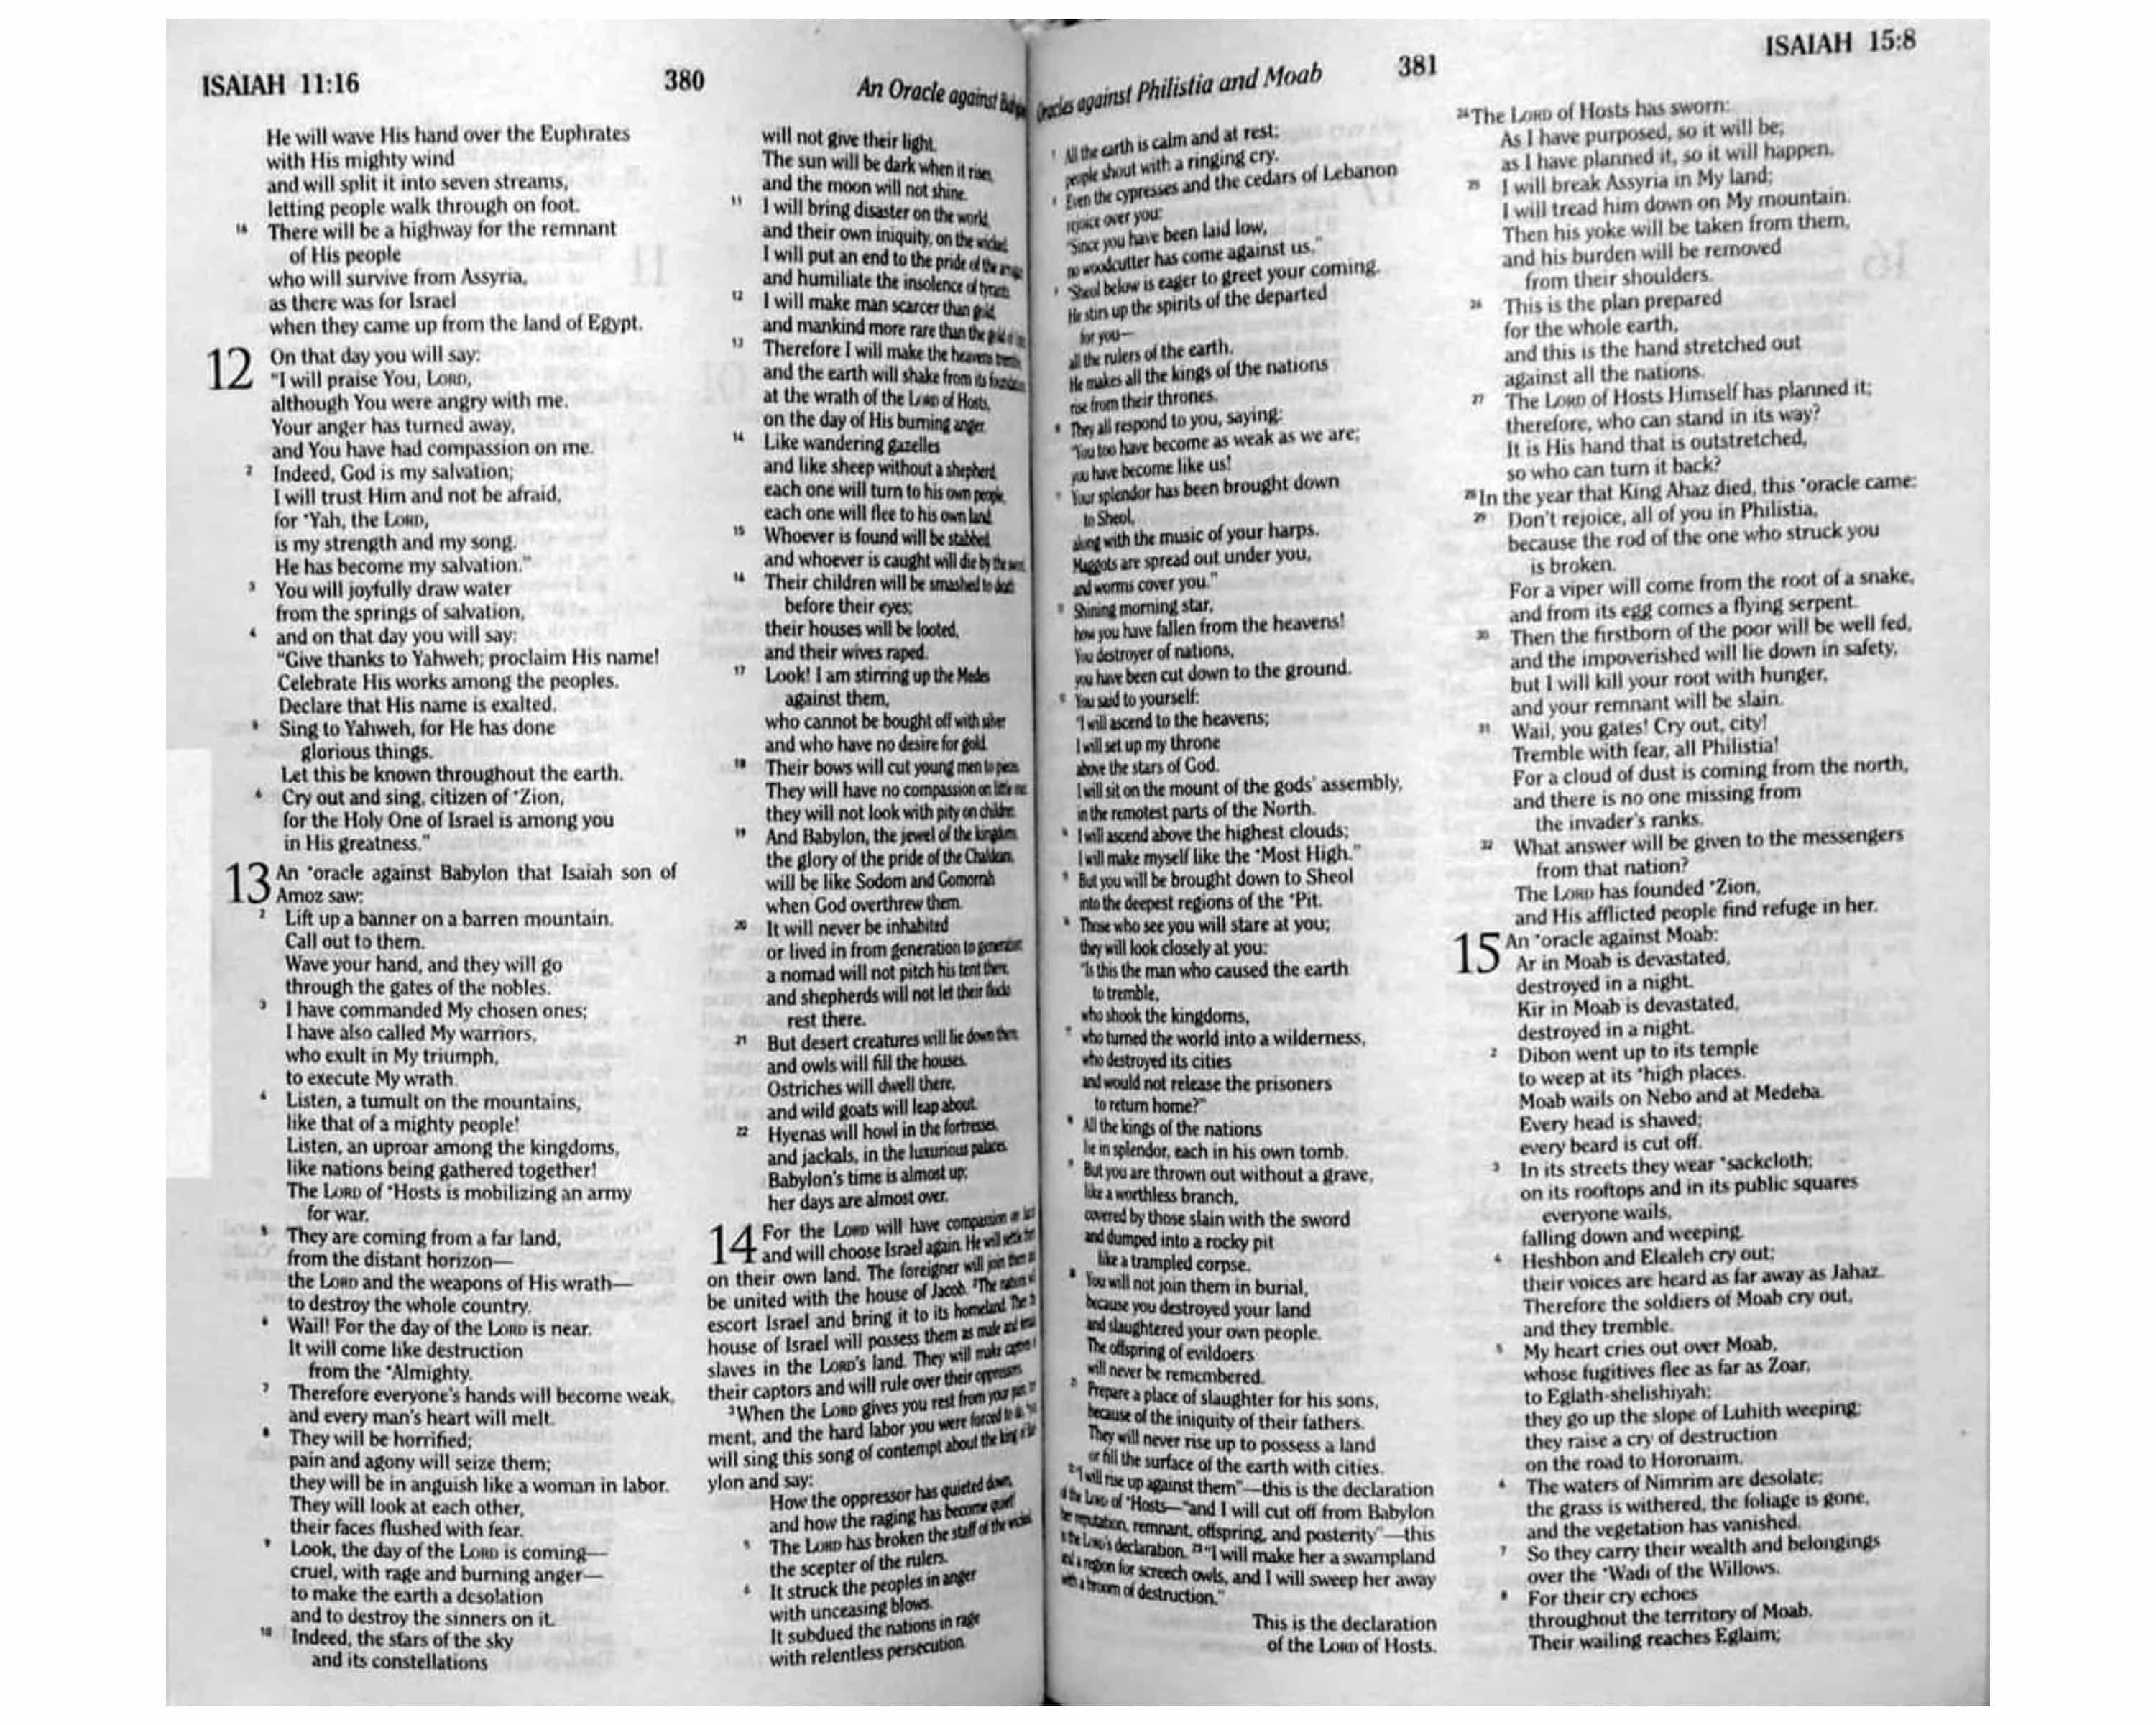 ISAIAH 11:16
380
An Oracle against
He will wave His hand over the Euphrates
with His mighty wind
and will split it into seven streams,
letting people walk through on foot.
16 There will be a highway for the remnant
of His people
who will survive from Assyria,
as there was for Israel
when they came up from the land of Egypt.
12 On that day you will say:
"I will praise You, LORD,
although You were angry with me.
Your anger has turned away,
and You have had compassion on me.
2 Indeed, God is my salvation;
I will trust Him and not be afraid,
for *Yah, the LORD,
is my strength and my song.
He has become my salvation."
3 You will joyfully draw water
from the springs of salvation,
4 and on that day you will say:
"Give thanks to Yahweh; proclaim His name!
Celebrate His works among the peoples.
Declare that His name is exalted.
5 Sing to Yahweh, for He has done
glorious things.
Let this be known throughout the earth.
6 Cry out and sing, citizen of *Zion,
for the Holy One of Israel is among you
in His greatness."
13 An *oracle against Babylon that Isaiah son of
Amoz saw:
2 Lift up a banner on a barren mountain.
Call out to them.
Wave your hand, and they will go
through the gates of the nobles.
3 I have commanded My chosen ones;
I have also called My warriors,
who exult in My triumph,
to execute My wrath.
4 Listen, a tumult on the mountains,
like that of a mighty people!
Listen, an uproar among the kingdoms,
like nations being gathered together!
The LORD of *Hosts is mobilizing an army
for war.
5 They are coming from a far land,
from the distant horizon—
the LORD and the weapons of His wrath—
to destroy the whole country.
6 Wail! For the day of the LORD is near.
It will come like destruction
from the *Almighty.
7 Therefore everyone's hands will become weak,
and every man's heart will melt.
8 They will be horrified;
pain and agony will seize them;
they will be in anguish like a woman in labor.
They will look at each other,
their faces flushed with fear.
9 Look, the day of the LORD is coming—
cruel, with rage and burning anger—
to make the earth a desolation
and to destroy the sinners on it.
10 Indeed, the stars of the sky
and its constellations
will not give their light.
The sun will be dark when it rises,
and the moon will not shine.
11 I will bring disaster on the world,
and their own iniquity, on the wicked.
I will put an end to the pride of the
and humiliate the insolence of tyrants.
12 I will make man scarcer than gold,
and mankind more rare than the gold
13 Therefore I will make the heavens tremble,
and the earth will shake from its foundations
at the wrath of the LORD of Hosts,
on the day of His burning anger.
14 Like wandering gazelles
and like sheep without a shepherd,
each one will turn to his own people,
each one will flee to his own land.
15 Whoever is found will be stabbed,
and whoever is caught will die by the sword.
16 Their children will be smashed to death
before their eyes;
their houses will be looted,
and their wives raped.
17 Look! I am stirring up the Medes
against them,
who cannot be bought off with silver
and who have no desire for gold.
18 Their bows will cut young men to pieces.
They will have no compassion on little
they will not look with pity on children.
19 And Babylon, the jewel of the kingdoms,
the glory of the pride of the Chaldeans,
will be like Sodom and Gomorrah
when God overthrew them.
20 It will never be inhabited
or lived in from generation to generation;
a nomad will not pitch his tent there,
and shepherds will not let their flocks
rest there.
21 But desert creatures will lie down there,
and owls will fill the houses.
Ostriches will dwell there,
and wild goats will leap about.
22 Hyenas will howl in the fortresses,
and jackals, in the luxurious palaces.
Babylon's time is almost up;
her days are almost over.
14 For the LORD will have compassion on
and will choose Israel again. He will settle
on their own land. The foreigner will join them
be united with the house of Jacob. 2The nations
escort Israel and bring it to its homeland. The
house of Israel will possess them as male and
slaves in the LORD's land. They will make
their captors and will rule over their oppressors.
3When the LORD gives you rest from your
ment, and the hard labor you were forced to
will sing this song of contempt about the king
ylon and say:
How the oppressor has quieted down,
and how the raging has become quiet!
5 The LORD has broken the staff of the wicked,
the scepter of the rulers.
6 It struck the peoples in anger
with unceasing blows.
It subdued the nations in rage
with relentless persecution.
Oracles against Philistia and Moab
381
ISAIAH 15:8
7 All the earth is calm and at rest;
people shout with a ringing cry.
8 Even the cypresses and the cedars of Lebanon
rejoice over you:
"Since you have been laid low,
no woodcutter has come against us."
9 *Sheol below is eager to greet your coming.
He stirs up the spirits of the departed
for you—
all the rulers of the earth.
He makes all the kings of the nations
rise from their thrones.
10 They all respond to you, saying:
"You too have become as weak as we are;
you have become like us!
11 Your splendor has been brought down
to Sheol,
along with the music of your harps.
Maggots are spread out under you,
and worms cover you."
12 Shining morning star,
how you have fallen from the heavens!
You destroyer of nations,
you have been cut down to the ground.
13 You said to yourself:
"I will ascend to the heavens;
I will set up my throne
above the stars of God.
I will sit on the mount of the gods' assembly,
in the remotest parts of the North.
14 I will ascend above the highest clouds;
I will make myself like the *Most High."
15 But you will be brought down to Sheol
into the deepest regions of the *Pit.
16 Those who see you will stare at you;
they will look closely at you:
"Is this the man who caused the earth
to tremble,
who shook the kingdoms,
17 who turned the world into a wilderness,
who destroyed its cities
and would not release the prisoners
to return home?"
18 All the kings of the nations
lie in splendor, each in his own tomb.
19 But you are thrown out without a grave,
like a worthless branch,
covered by those slain with the sword
and dumped into a rocky pit
like a trampled corpse.
20 You will not join them in burial,
because you destroyed your land
and slaughtered your own people.
The offspring of evildoers
will never be remembered.
21 Prepare a place of slaughter for his sons,
because of the iniquity of their fathers.
They will never rise up to possess a land
or fill the surface of the earth with cities.
22"I will rise up against them"—this is the declaration
of the LORD of *Hosts—"and I will cut off from Babylon
her reputation, remnant, offspring, and posterity"—this
is the LORD's declaration. 23"I will make her a swampland
and a region for screech owls, and I will sweep her away
with a broom of destruction."
This is the declaration
of the LORD of Hosts.
24The LORD of Hosts has sworn:
As I have purposed, so it will be;
as I have planned it, so it will happen.
25 I will break Assyria in My land;
I will tread him down on My mountain.
Then his yoke will be taken from them,
and his burden will be removed
from their shoulders.
26 This is the plan prepared
for the whole earth,
and this is the hand stretched out
against all the nations.
27 The LORD of Hosts Himself has planned it;
therefore, who can stand in its way?
It is His hand that is outstretched,
so who can turn it back?
28In the year that King Ahaz died, this *oracle came:
29 Don't rejoice, all of you in Philistia,
because the rod of the one who struck you
is broken.
For a viper will come from the root of a snake,
and from its egg comes a flying serpent.
30 Then the firstborn of the poor will be well fed,
and the impoverished will lie down in safety,
but I will kill your root with hunger,
and your remnant will be slain.
31 Wail, you gates! Cry out, city!
Tremble with fear, all Philistia!
For a cloud of dust is coming from the north,
and there is no one missing from
the invader's ranks.
32 What answer will be given to the messengers
from that nation?
The LORD has founded *Zion,
and His afflicted people find refuge in her.
15 An *oracle against Moab:
Ar in Moab is devastated,
destroyed in a night.
Kir in Moab is devastated,
destroyed in a night.
2 Dibon went up to its temple
to weep at its *high places.
Moab wails on Nebo and at Medeba.
Every head is shaved;
every beard is cut off.
3 In its streets they wear *sackcloth;
on its rooftops and in its public squares
everyone wails,
falling down and weeping.
4 Heshbon and Elealeh cry out;
their voices are heard as far away as Jahaz.
Therefore the soldiers of Moab cry out,
and they tremble.
5 My heart cries out over Moab,
whose fugitives flee as far as Zoar,
to Eglath-shelishiyah;
they go up the slope of Luhith weeping;
they raise a cry of destruction
on the road to Horonaim.
6 The waters of Nimrim are desolate;
the grass is withered, the foliage is gone,
and the vegetation has vanished.
7 So they carry their wealth and belongings
over the *Wadi of the Willows.
8 For their cry echoes
throughout the territory of Moab.
Their wailing reaches Eglaim;